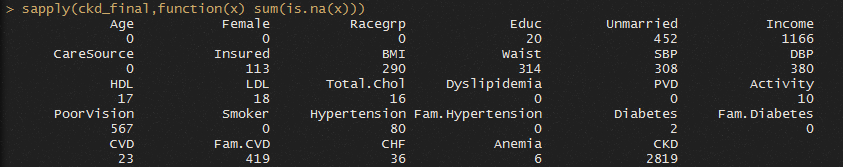 > sapply(ckd_final,function(x) sum(is.na(x)))
Age Female Racegrp Educ Unmarried Income
0 0 0 20 452 1166
CareSource Insured BMI Waist SBP DBP
0 113 290 314 308 380
HDL LDL Total.Chol Dyslipidemia PVD Activity
17 18 16 0 0 10
PoorVision Smoker Hypertension Fam.Hypertension Diabetes Fam.Diabetes
567 0 80 0 2 0
CVD Fam.CVD CHF Anemia CKD
23 419 36 6 2819